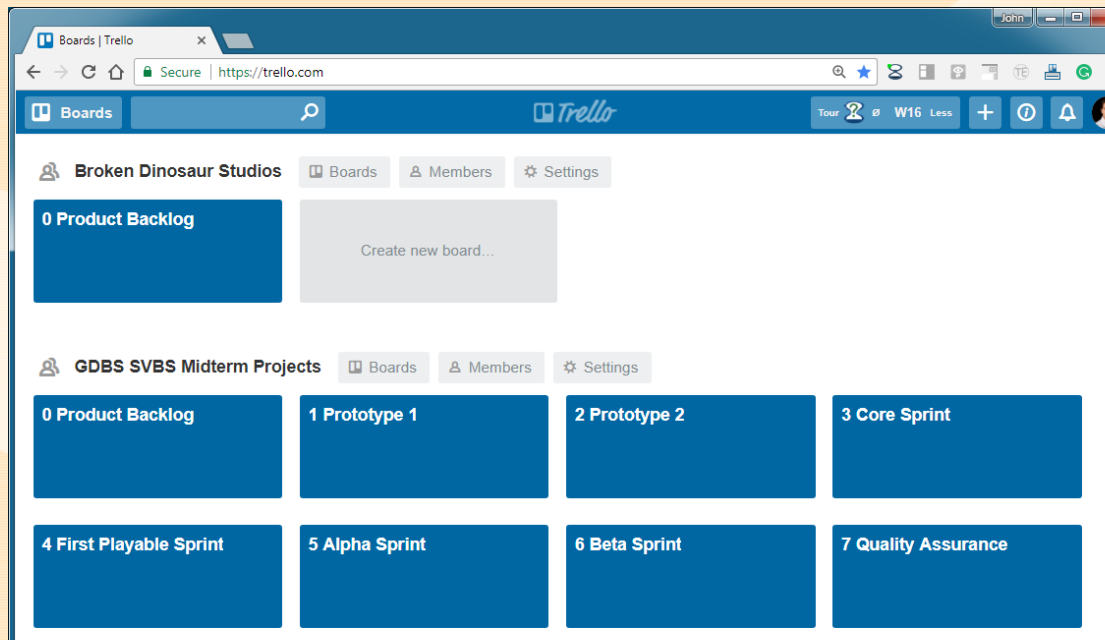 John
Boards | Trello
Secure | https://trello.com
TE
Boards
Trello
Tour Ø W16 Less
Broken Dinosaur Studios Boards Members Settings
0 Product Backlog
Create new board...
GDBS SVBS Midterm Projects Boards Members Settings
0 Product Backlog 1 Prototype 1 2 Prototype 2 3 Core Sprint
4 First Playable Sprint 5 Alpha Sprint 6 Beta Sprint 7 Quality Assurance